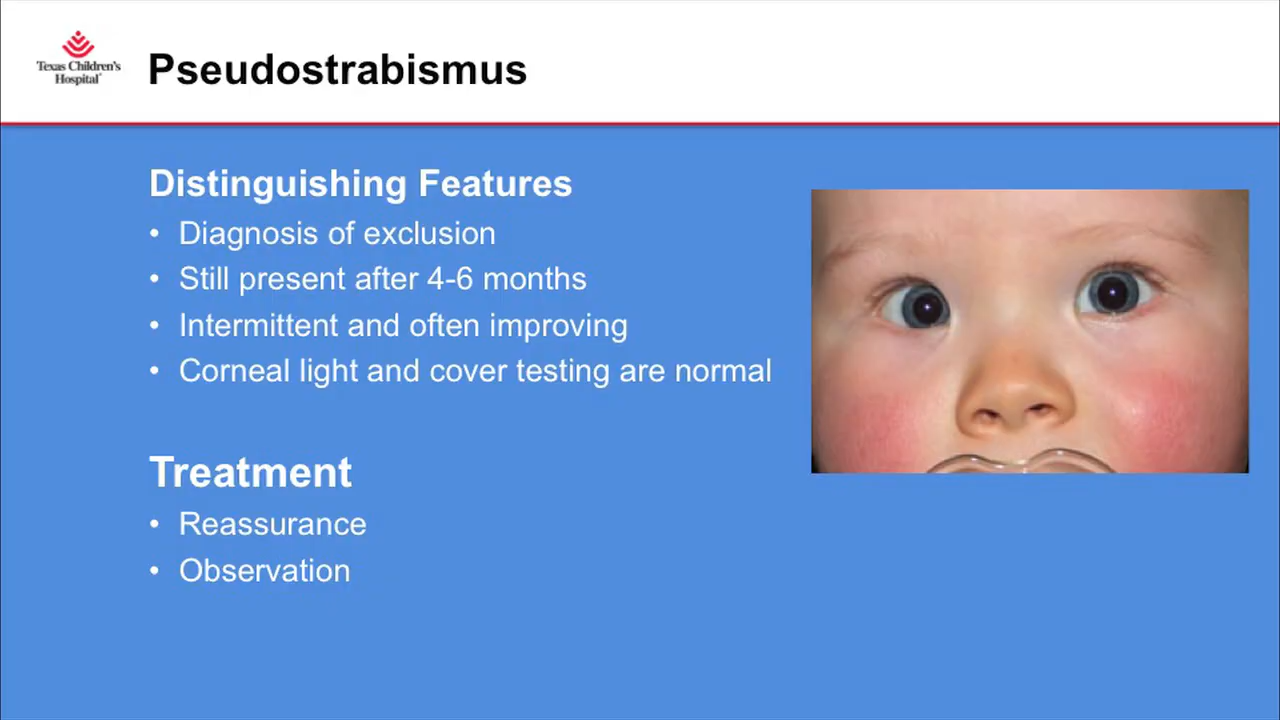 Texas Children's
Hospital
Pseudostrabismus
Distinguishing Features
• Diagnosis of exclusion
• Still present after 4-6 months
• Intermittent and often improving
• Corneal light and cover testing are normal
Treatment
• Reassurance
• Observation